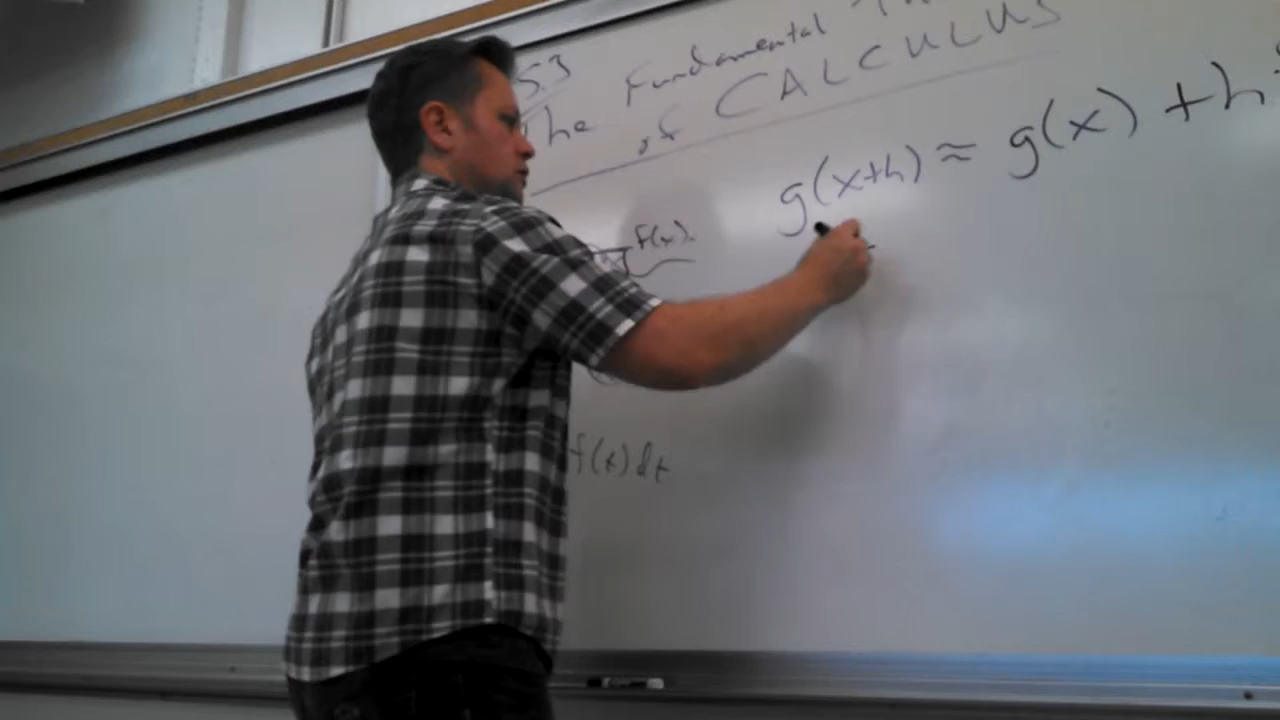 5.3
The Fundamental
of CALCULUS
g(x+h) ≈ g(x) + h
f(x)
f(t) dt